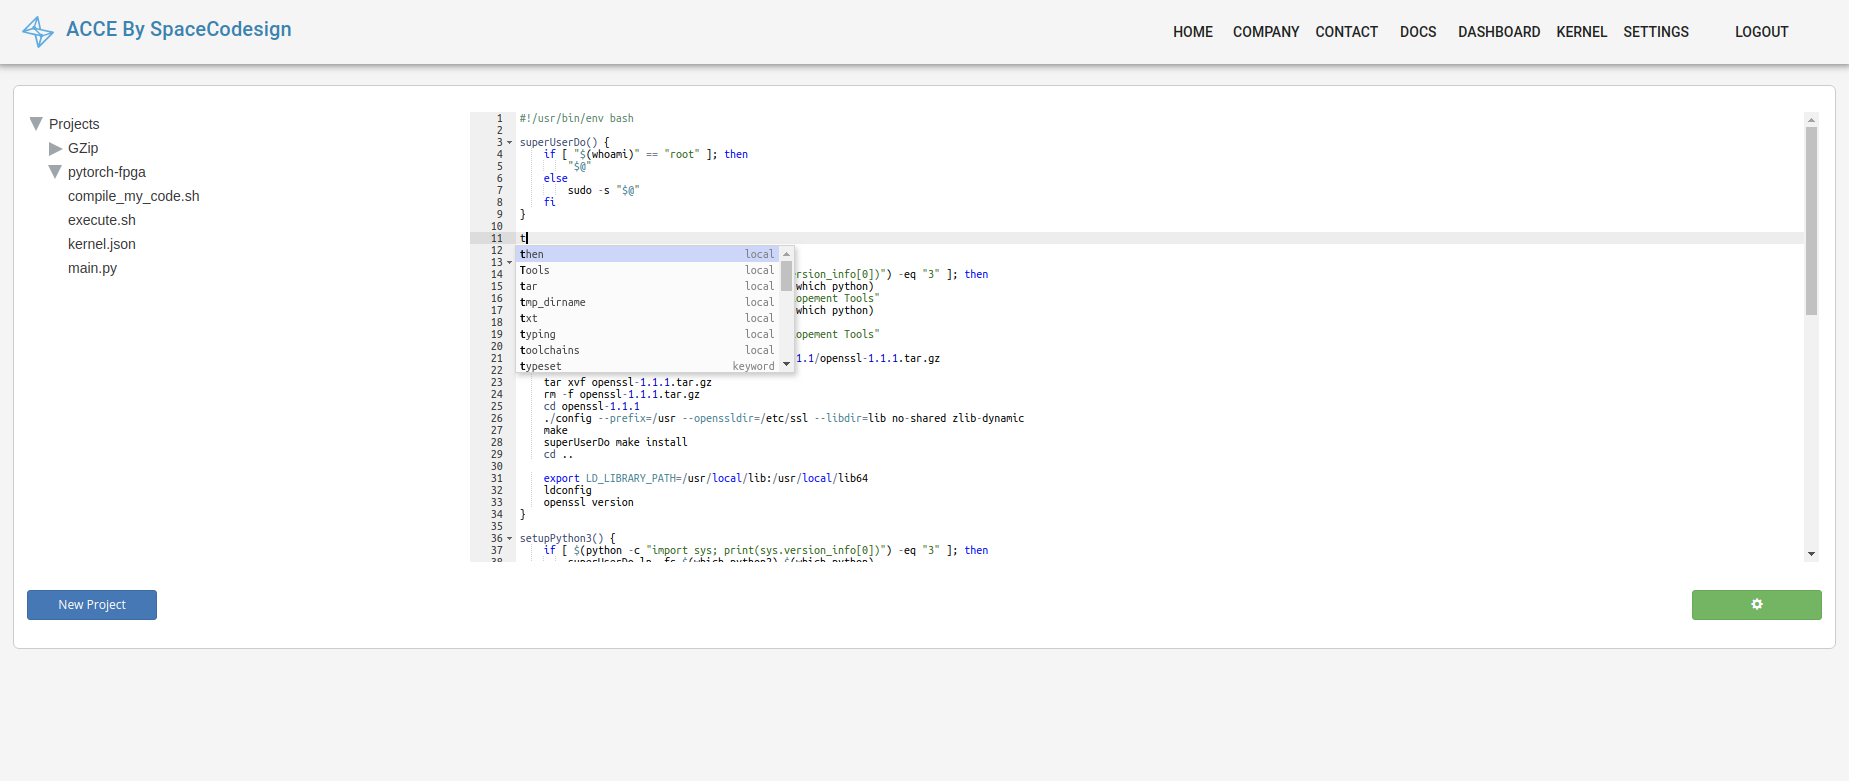 ACCE By SpaceCodesign
HOME COMPANY CONTACT DOCS DASHBOARD KERNEL SETTINGS LOGOUT
Projects
GZip
pytorch-fpga
compile_my_code.sh
execute.sh
kernel.json
main.py
1 #!/usr/bin/env bash
2
3 superUserDo() {
4 if [ "$(whoami)" == "root" ]; then
5 "$@"
6 else
7 sudo -s "$@"
8 fi
9 }
10
11 t
12
13
14 rsion_info[0])") -eq "3" ]; then
15 which python)
16 opement Tools"
17 which python)
18
19 opement Tools"
20
21 1.1/openssl-1.1.1.tar.gz
22
then local
Tools local
tar local
tmp_dirname local
txt local
typing local
toolchains local
typeset keyword
23 tar xvf openssl-1.1.1.tar.gz
24 rm -f openssl-1.1.1.tar.gz
25 cd openssl-1.1.1
26 ./config --prefix=/usr --openssldir=/etc/ssl --libdir=lib no-shared zlib-dynamic
27 make
28 superUserDo make install
29 cd ..
30
31 export LD_LIBRARY_PATH=/usr/local/lib:/usr/local/lib64
32 ldconfig
33 openssl version
34 }
35
36 setupPython3() {
37 if [ $(python -c "import sys; print(sys.version_info[0])") -eq "3" ]; then
38 superUserDo ln -fs $(which python2) $(which python)
New Project